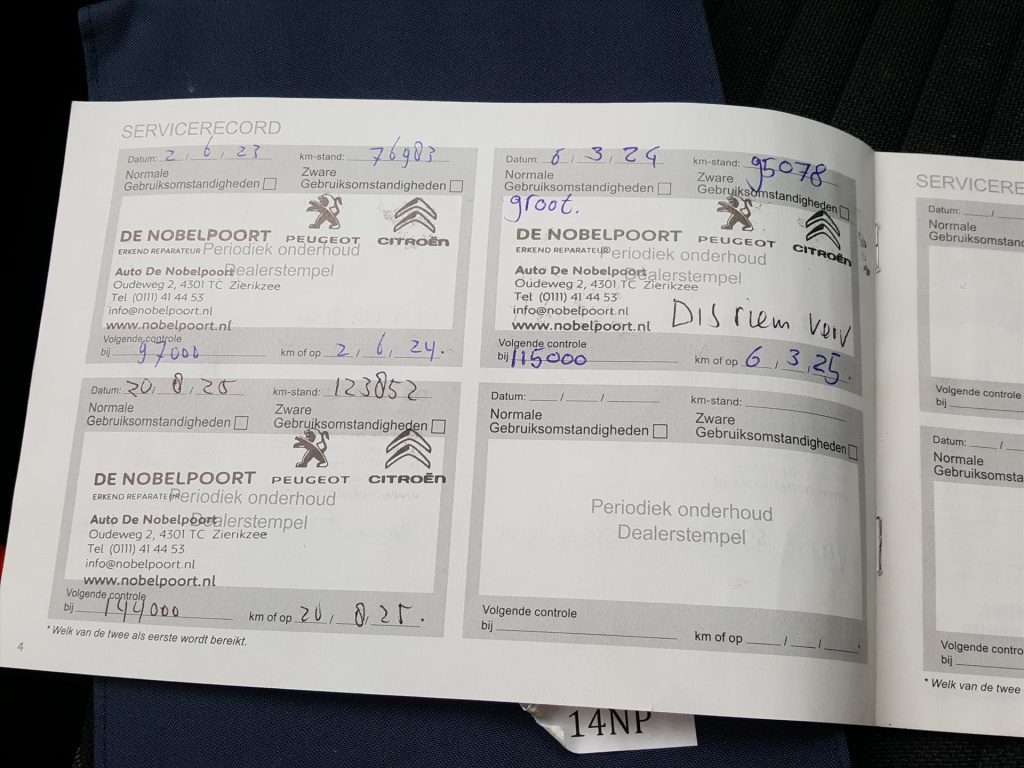 SERVICERECORD
Datum: 2 / 6 / 23 km-stand: 76983
Normale
Gebruiksomstandigheden
Zware
Gebruiksomstandigheden
DE NOBELPOORT
ERKEND REPARATEUR
PEUGEOT
CITROËN
Periodiek onderhoud
Dealerstempel
Auto De Nobelpoort
Oudeweg 2, 4301 TC Zierikzee
Tel (0111) 41 44 53
info@nobelpoort.nl
www.nobelpoort.nl
Volgende controle
bij 97000 km of op 2 / 6 / 24.
Datum: 6 / 3 / 24 km-stand: 95078
Normale
Gebruiksomstandigheden
Zware
Gebruiksomstandigheden
groot.
DE NOBELPOORT
ERKEND REPARATEUR
PEUGEOT
CITROËN
Periodiek onderhoud
Dealerstempel
Auto De Nobelpoort
Oudeweg 2, 4301 TC Zierikzee
Tel (0111) 41 44 53
info@nobelpoort.nl
www.nobelpoort.nl
Dis riem verv
Volgende controle
bij 115000 km of op 6 / 3 / 25.
Datum: 20 / 8 / 25 km-stand: 123852
Normale
Gebruiksomstandigheden
Zware
Gebruiksomstandigheden
DE NOBELPOORT
ERKEND REPARATEUR
PEUGEOT
CITROËN
Periodiek onderhoud
Dealerstempel
Auto De Nobelpoort
Oudeweg 2, 4301 TC Zierikzee
Tel (0111) 41 44 53
info@nobelpoort.nl
www.nobelpoort.nl
Volgende controle
bij 144000 km of op 20 / 8 / 25.
Datum: / / km-stand:
Normale
Gebruiksomstandigheden
Zware
Gebruiksomstandigheden
Periodiek onderhoud
Dealerstempel
Volgende controle
bij km of op / / .
* Welk van de twee als eerste wordt bereikt.
4
SERVICERE
Datum: /
Normale
Gebruiksomstand
Volgende controle
bij
Datum: /
Normale
Gebruiksomsta
Volgende controle
bij
* Welk van de twee
14NP